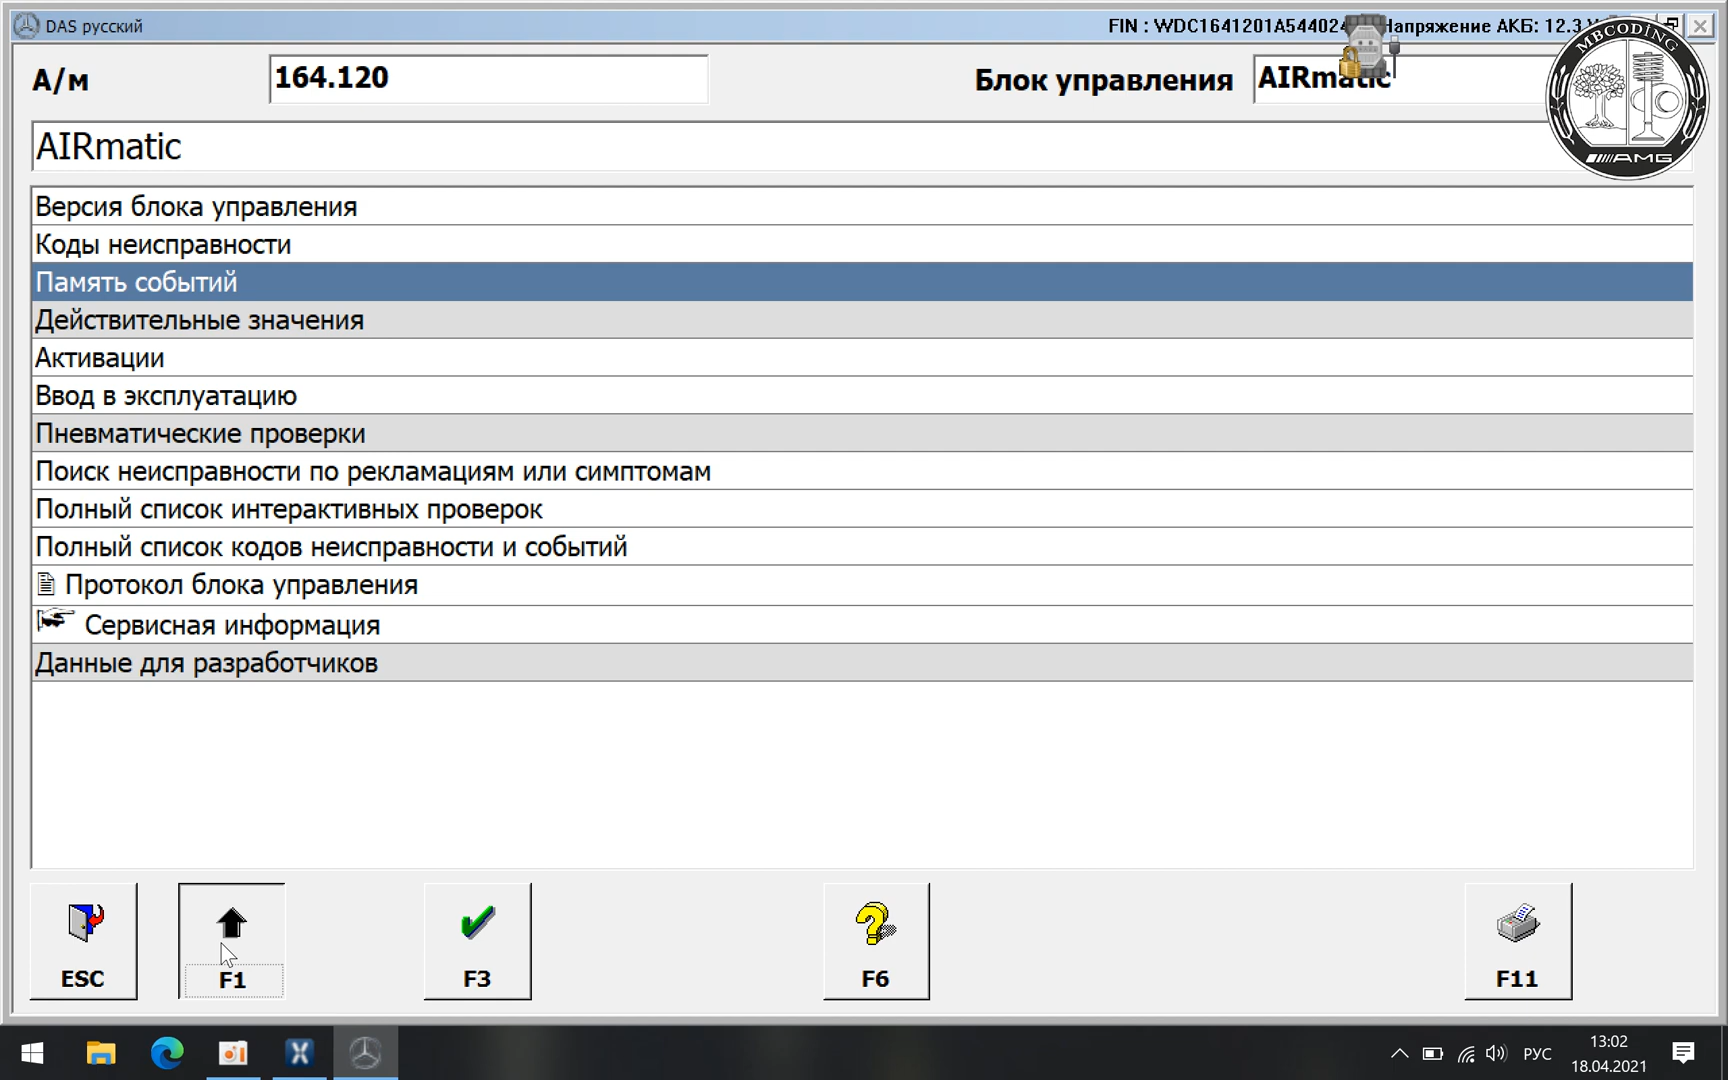 DAS русский
FIN : WDC1641201A544024 Напряжение АКБ: 12.3
А/м
164.120
Блок управления
AIRmatic
MBCODING
AMG
AIRmatic
Версия блока управления
Коды неисправности
Память событий
Действительные значения
Активации
Ввод в эксплуатацию
Пневматические проверки
Поиск неисправности по рекламациям или симптомам
Полный список интерактивных проверок
Полный список кодов неисправности и событий
Протокол блока управления
Сервисная информация
Данные для разработчиков
ESC
F1
F3
F6
F11
РУС
13:02
18.04.2021